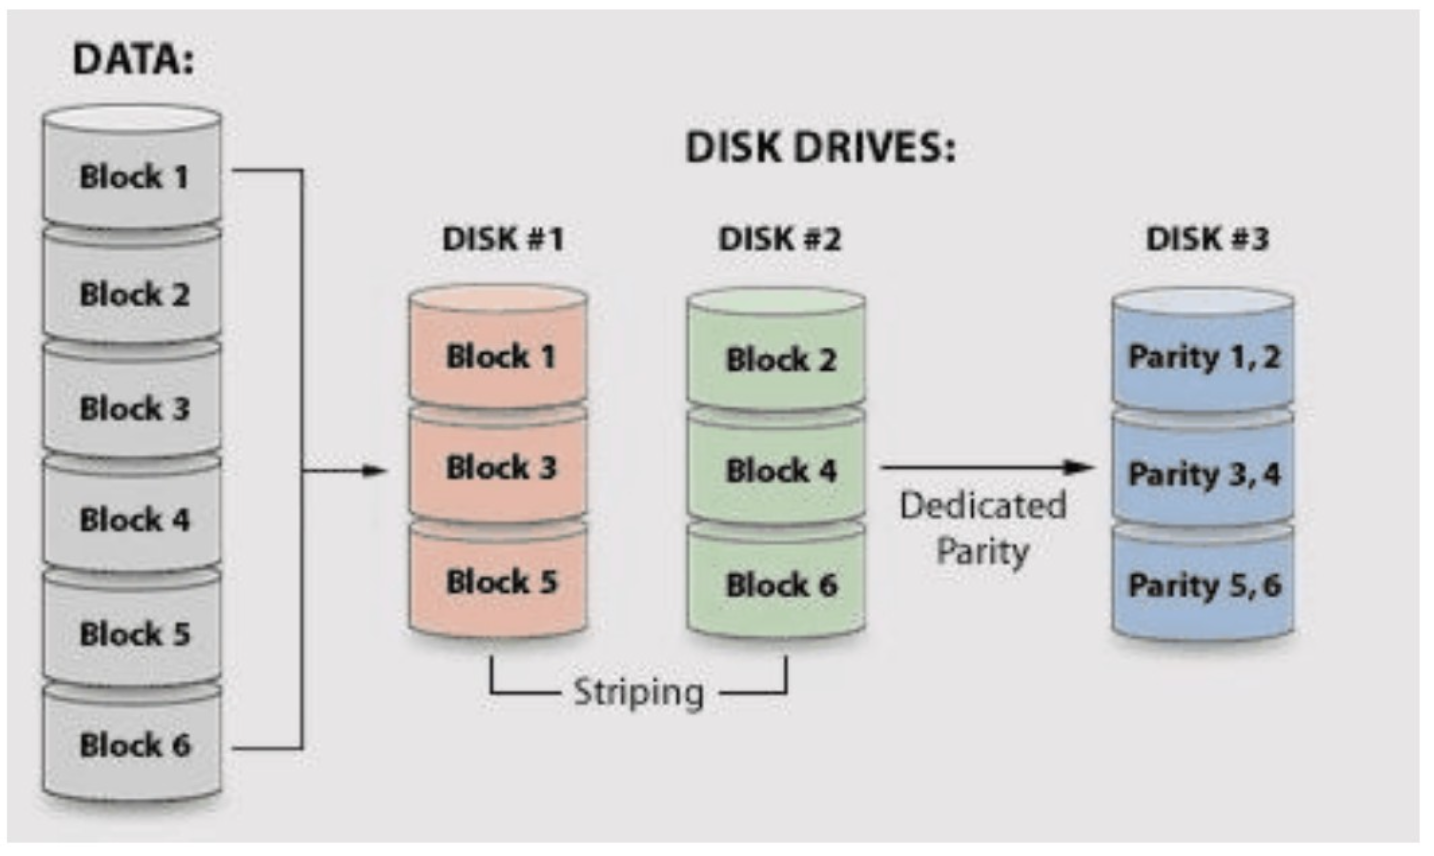 DATA:
Block 1
Block 2
Block 3
Block 4
Block 5
Block 6
DISK DRIVES:
DISK #1
Block 1
Block 3
Block 5
DISK #2
Block 2
Block 4
Block 6
Striping
Dedicated
Parity
DISK #3
Parity 1, 2
Parity 3, 4
Parity 5, 6